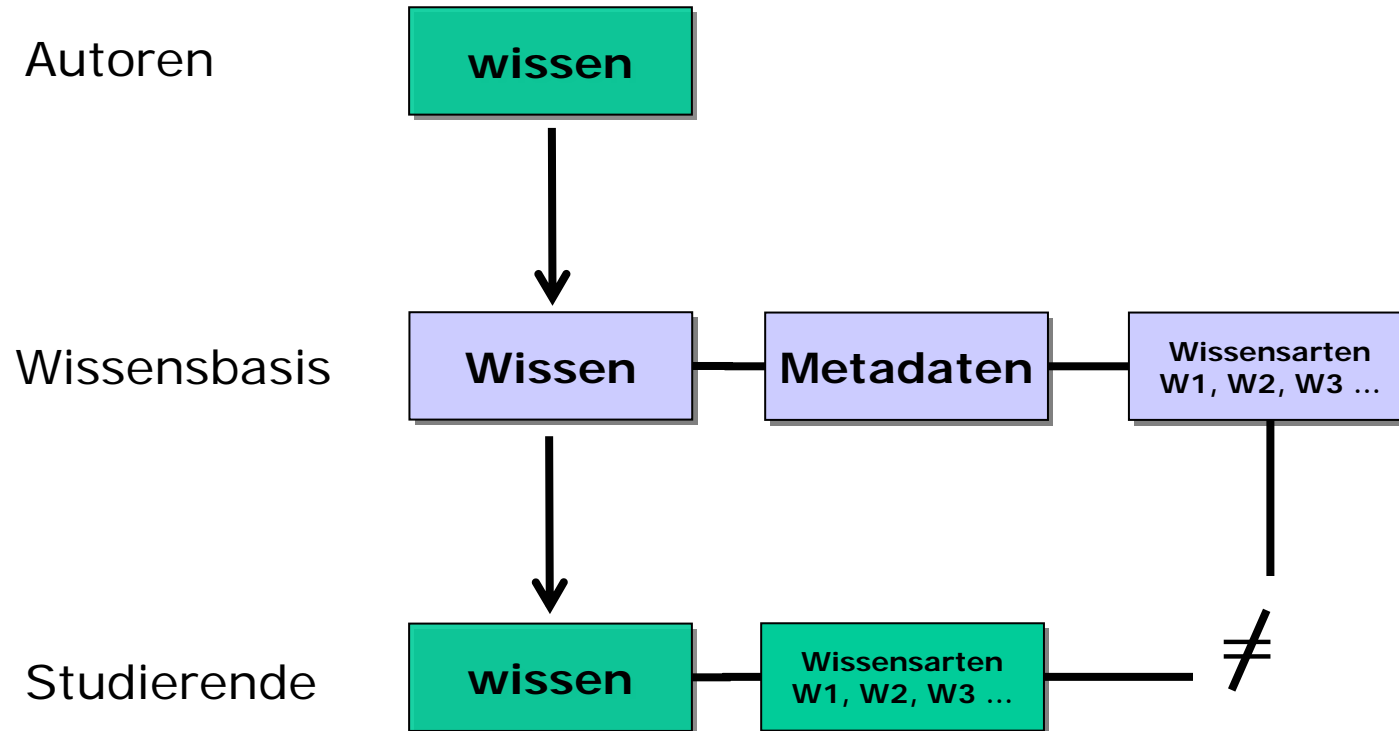 Autoren
wissen
Wissensbasis
Wissen
Metadaten
Wissensarten
W1, W2, W3 ...
Studierende
wissen
Wissensarten
W1, W2, W3 ...
≠